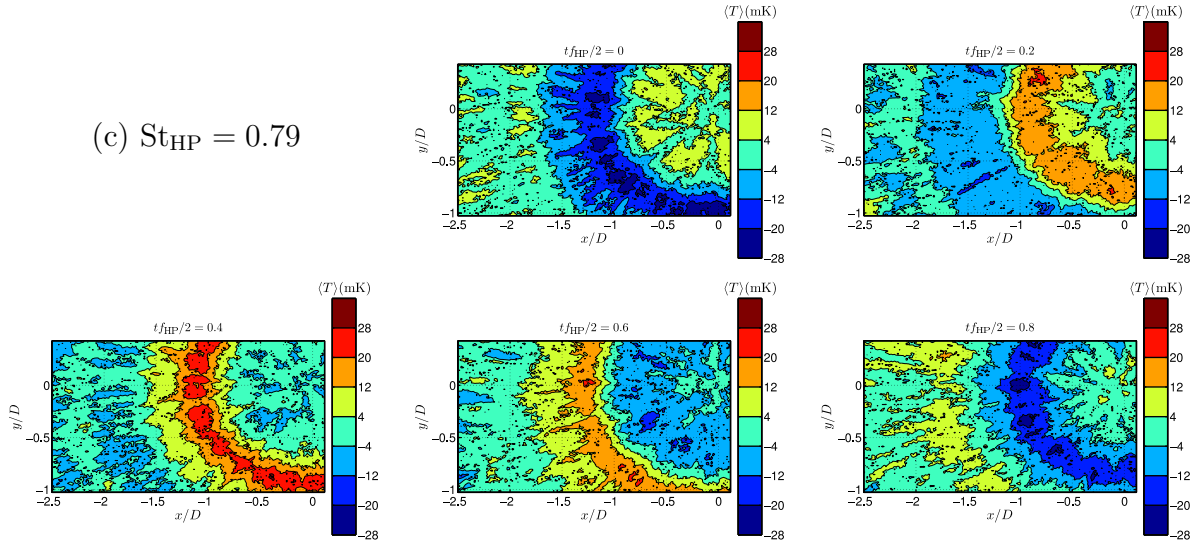 (c) St_HP = 0.79
⟨T⟩(mK)
tf_HP/2 = 0
28
20
12
4
−4
−12
−20
−28
0
−0.5
−1
y/D
−2.5 −2 −1.5 −1 −0.5 0
x/D
⟨T⟩(mK)
tf_HP/2 = 0.2
28
20
12
4
−4
−12
−20
−28
0
−0.5
−1
y/D
−2.5 −2 −1.5 −1 −0.5 0
x/D
⟨T⟩(mK)
tf_HP/2 = 0.4
28
20
12
4
−4
−12
−20
−28
0
−0.5
−1
y/D
−2.5 −2 −1.5 −1 −0.5 0
x/D
⟨T⟩(mK)
tf_HP/2 = 0.6
28
20
12
4
−4
−12
−20
−28
0
−0.5
−1
y/D
−2.5 −2 −1.5 −1 −0.5 0
x/D
⟨T⟩(mK)
tf_HP/2 = 0.8
28
20
12
4
−4
−12
−20
−28
0
−0.5
−1
y/D
−2.5 −2 −1.5 −1 −0.5 0
x/D